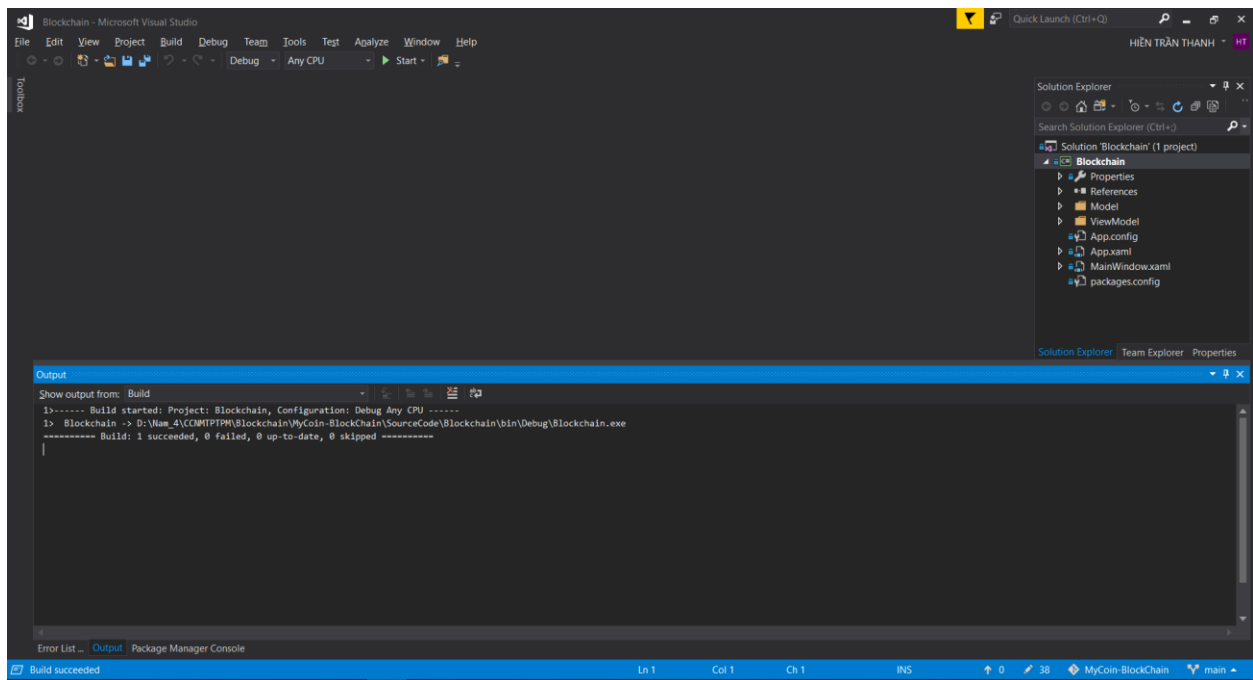 Blockchain - Microsoft Visual Studio
Quick Launch (Ctrl+Q)
File Edit View Project Build Debug Team Tools Test Analyze Window Help
HIỀN TRẦN THANH HT
Debug Any CPU Start
Toolbox
Solution Explorer
Search Solution Explorer (Ctrl+;)
Solution 'Blockchain' (1 project)
C#
Blockchain
Properties
References
Model
ViewModel
App.config
App.xaml
MainWindow.xaml
packages.config
Solution Explorer Team Explorer Properties
Output
Show output from: Build
1>------ Build started: Project: Blockchain, Configuration: Debug Any CPU ------
1> Blockchain -> D:\Nam_4\CCNMTPTPM\Blockchain\MyCoin-BlockChain\SourceCode\Blockchain\bin\Debug\Blockchain.exe
========== Build: 1 succeeded, 0 failed, 0 up-to-date, 0 skipped ==========
Error List ... Output Package Manager Console
Build succeeded Ln 1 Col 1 Ch 1 INS 0 38 MyCoin-BlockChain main